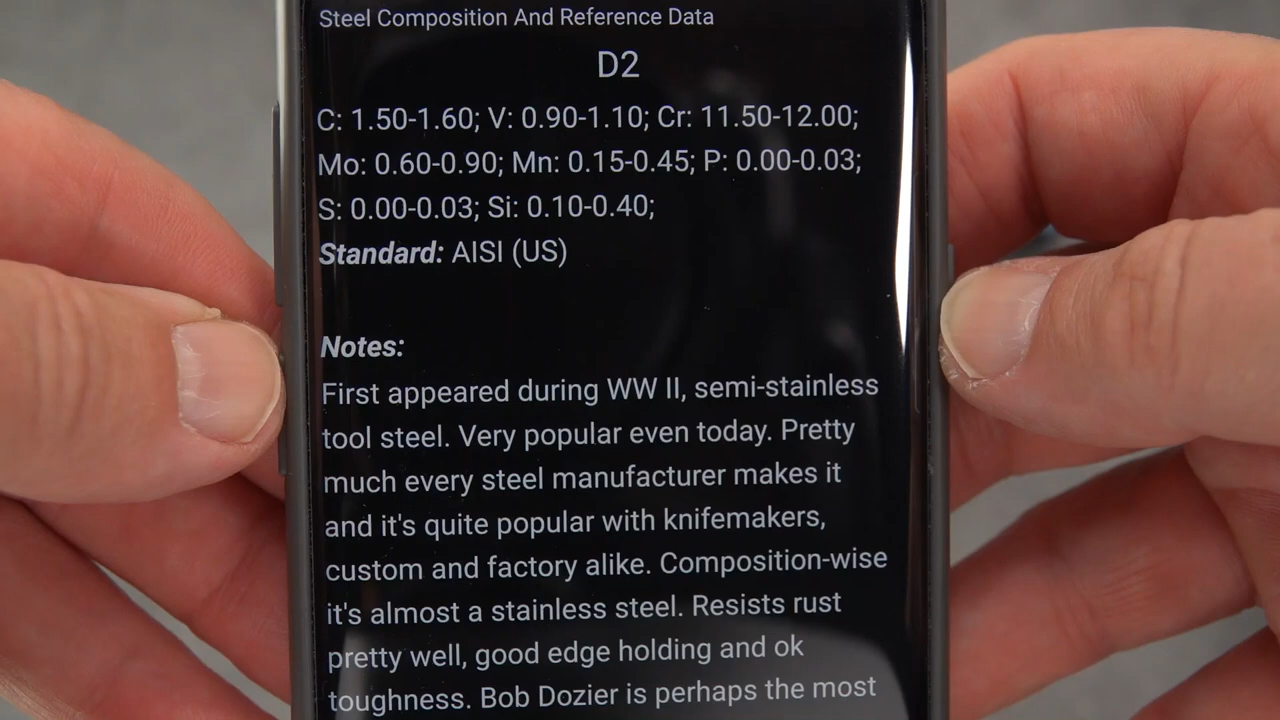 Steel Composition And Reference Data
D2
C: 1.50-1.60; V: 0.90-1.10; Cr: 11.50-12.00;
Mo: 0.60-0.90; Mn: 0.15-0.45; P: 0.00-0.03;
S: 0.00-0.03; Si: 0.10-0.40;
Standard: AISI (US)
Notes:
First appeared during WW II, semi-stainless
tool steel. Very popular even today. Pretty
much every steel manufacturer makes it
and it's quite popular with knifemakers,
custom and factory alike. Composition-wise
it's almost a stainless steel. Resists rust
pretty well, good edge holding and ok
toughness. Bob Dozier is perhaps the most